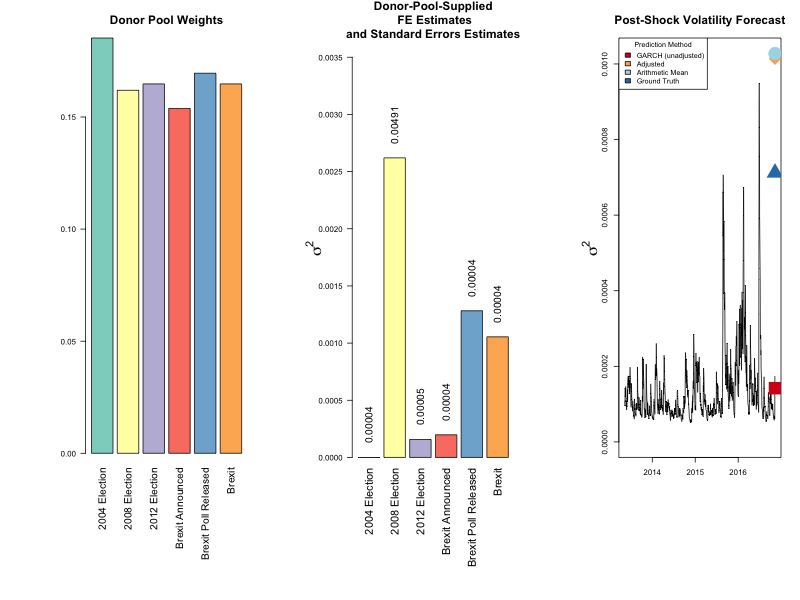 Donor Pool Weights
0.00
0.05
0.10
0.15
2004 Election
2008 Election
2012 Election
Brexit Announced
Brexit Poll Released
Brexit
Donor-Pool-Supplied
FE Estimates
and Standard Errors Estimates
σ2
0.0000
0.0005
0.0010
0.0015
0.0020
0.0025
0.0030
0.0035
0.00004
0.00491
0.00005
0.00004
0.00004
0.00004
2004 Election
2008 Election
2012 Election
Brexit Announced
Brexit Poll Released
Brexit
Post-Shock Volatility Forecast
σ2
0.0000
0.0002
0.0004
0.0006
0.0008
0.0010
Prediction Method
GARCH (unadjusted)
Adjusted
Arithmetic Mean
Ground Truth
2014
2015
2016